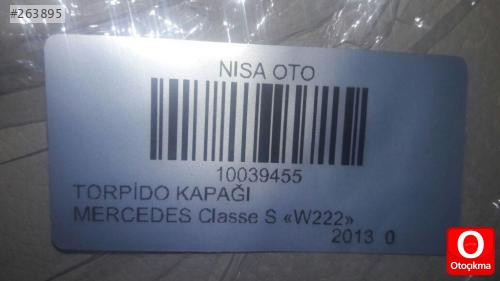 #263895
NISA OTO
10039455
TORPİDO KAPAĞI
MERCEDES Classe S «W222»
2013 0
O
Otoçıkma